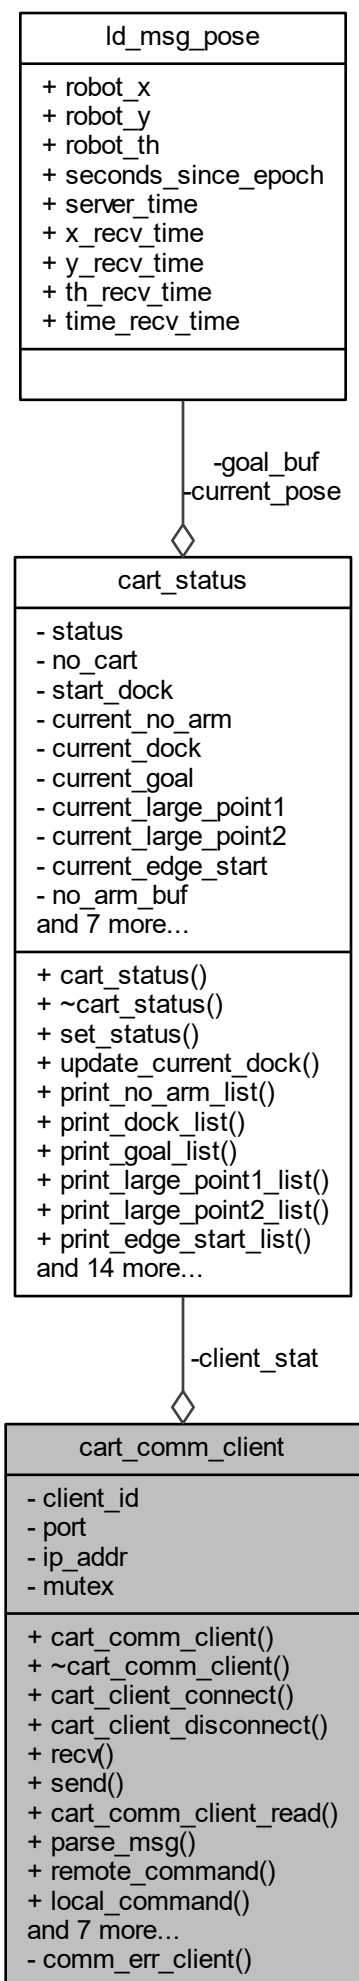 ld_msg_pose
+ robot_x
+ robot_y
+ robot_th
+ seconds_since_epoch
+ server_time
+ x_recv_time
+ y_recv_time
+ th_recv_time
+ time_recv_time
-goal_buf
-current_pose
cart_status
- status
- no_cart
- start_dock
- current_no_arm
- current_dock
- current_goal
- current_large_point1
- current_large_point2
- current_edge_start
- no_arm_buf
and 7 more...
+ cart_status()
+ ~cart_status()
+ set_status()
+ update_current_dock()
+ print_no_arm_list()
+ print_dock_list()
+ print_goal_list()
+ print_large_point1_list()
+ print_large_point2_list()
+ print_edge_start_list()
and 14 more...
-client_stat
cart_comm_client
- client_id
- port
- ip_addr
- mutex
+ cart_comm_client()
+ ~cart_comm_client()
+ cart_client_connect()
+ cart_client_disconnect()
+ recv()
+ send()
+ cart_comm_client_read()
+ parse_msg()
+ remote_command()
+ local_command()
and 7 more...
- comm_err_client()